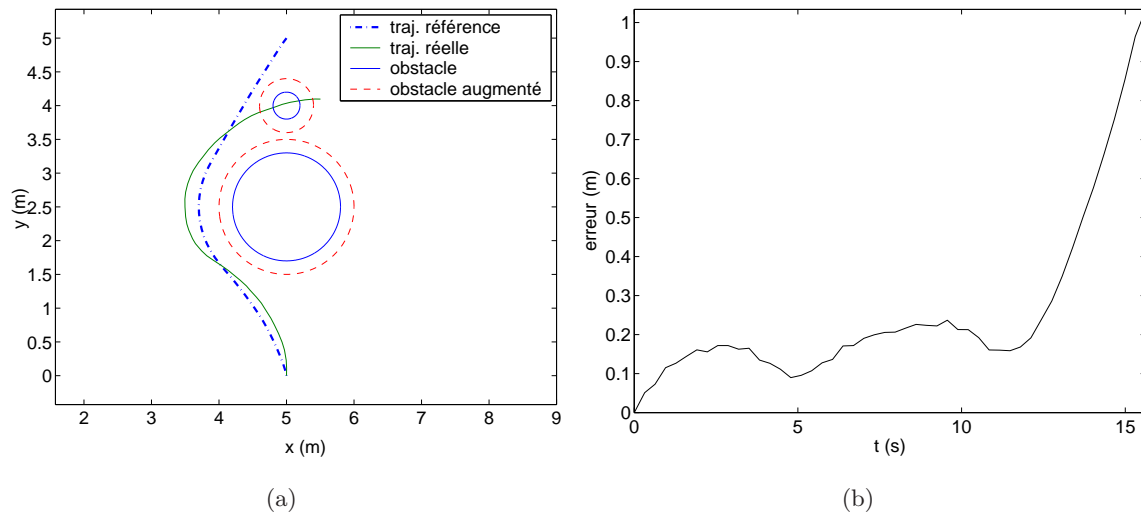 traj. référence
traj. réelle
obstacle
obstacle augmenté
5
4.5
4
3.5
3
2.5
2
1.5
1
0.5
0
y (m)
2 3 4 5 6 7 8 9
x (m)
(a)
1
0.9
0.8
0.7
0.6
0.5
0.4
0.3
0.2
0.1
0
erreur (m)
0 5 10 15
t (s)
(b)